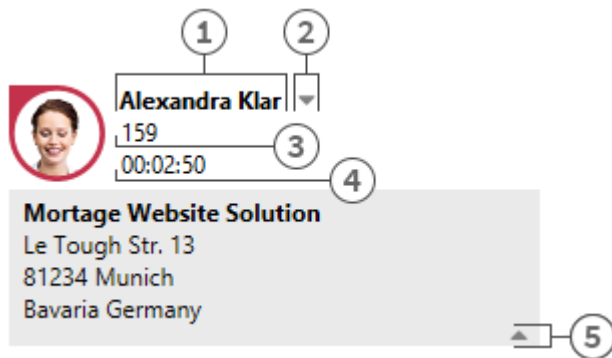 1 2
Alexandra Klar
159
3
00:02:50
4
Mortage Website Solution
Le Tough Str. 13
81234 Munich
Bavaria Germany
5